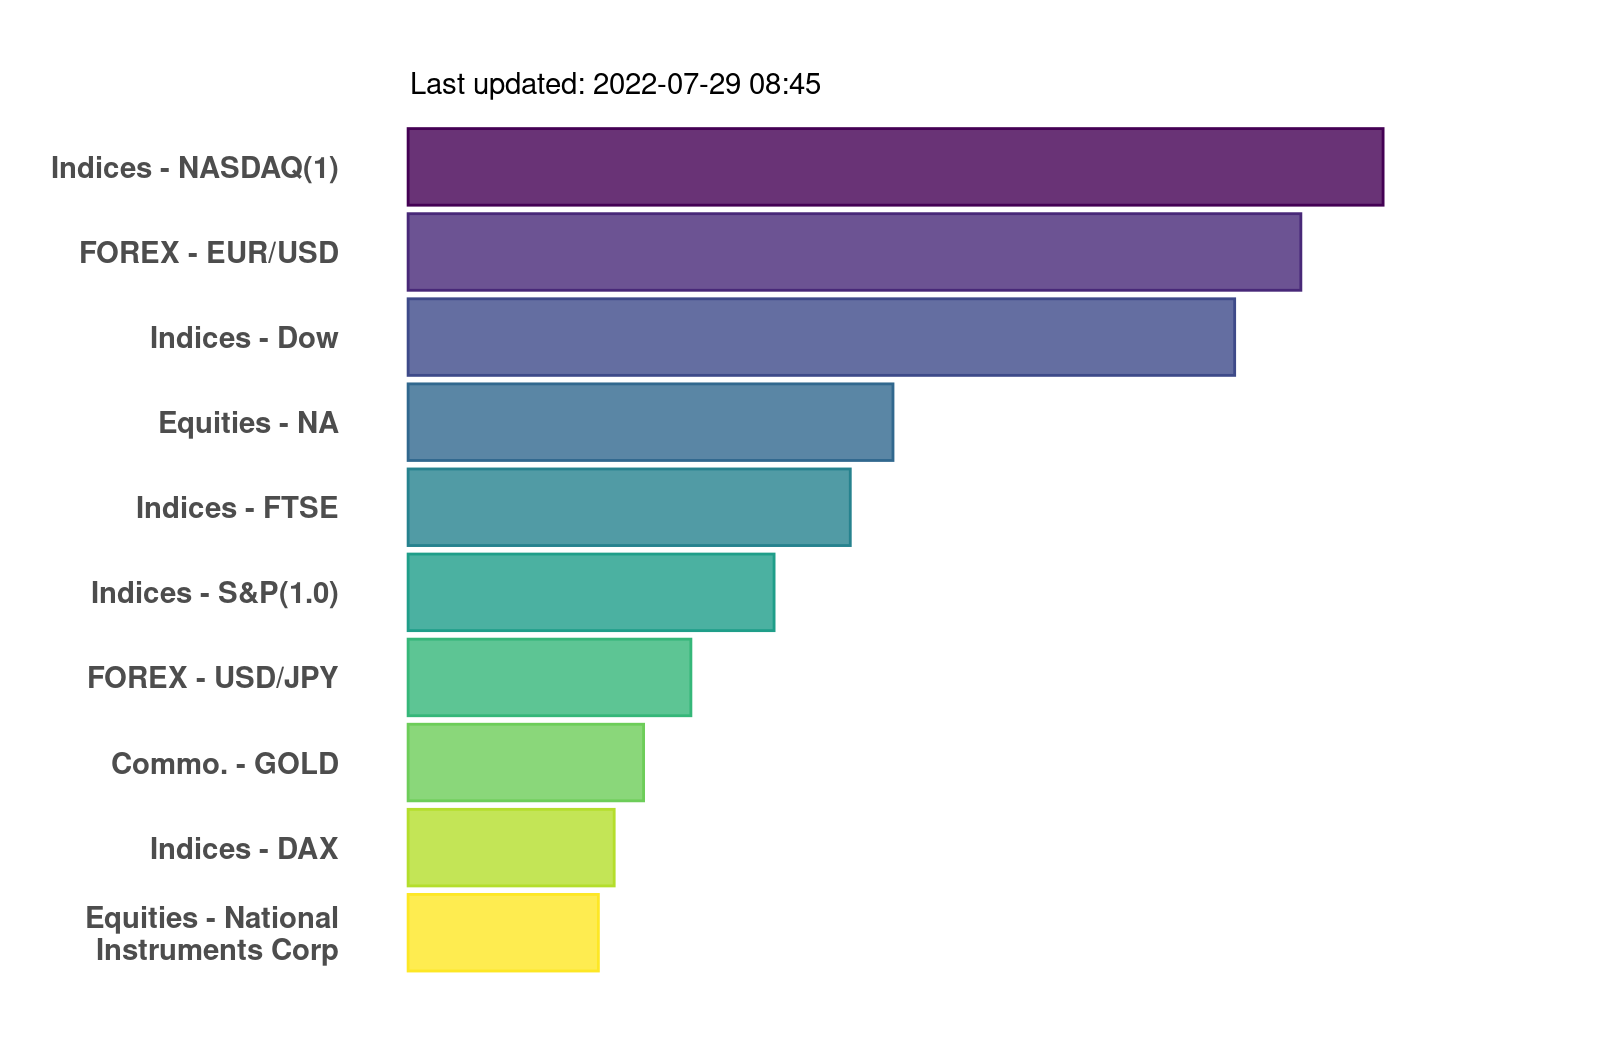 Last updated: 2022-07-29 08:45
Indices - NASDAQ(1)
FOREX - EUR/USD
Indices - Dow
Equities - NA
Indices - FTSE
Indices - S&P(1.0)
FOREX - USD/JPY
Commo. - GOLD
Indices - DAX
Equities - National
Instruments Corp